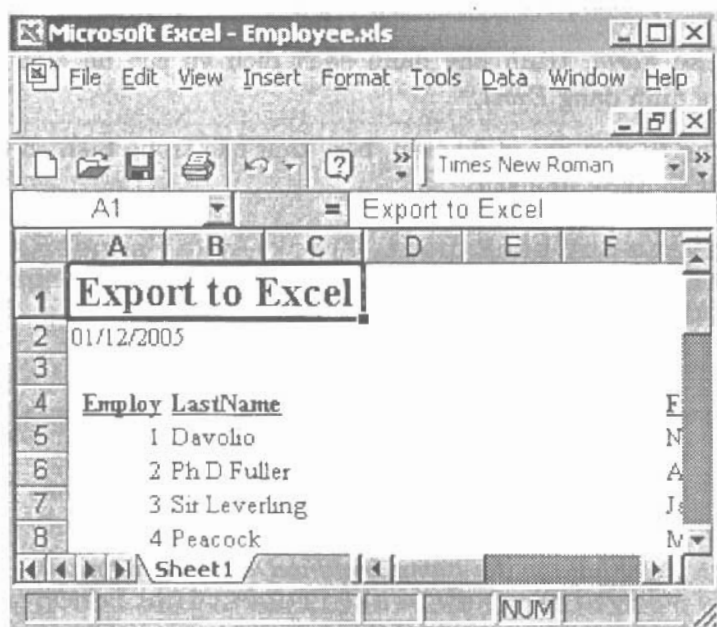 Microsoft Excel - Employee.xls
File Edit View Insert Format Tools Data Window Help
Times New Roman
A1 = Export to Excel
A B C D E F
1 Export to Excel
2 01/12/2005
3
4 Employ LastName F
5 1 Davolio N
6 2 Ph D Fuller A
7 3 Sir Leverling Ja
8 4 Peacock M
Sheet1
NUM